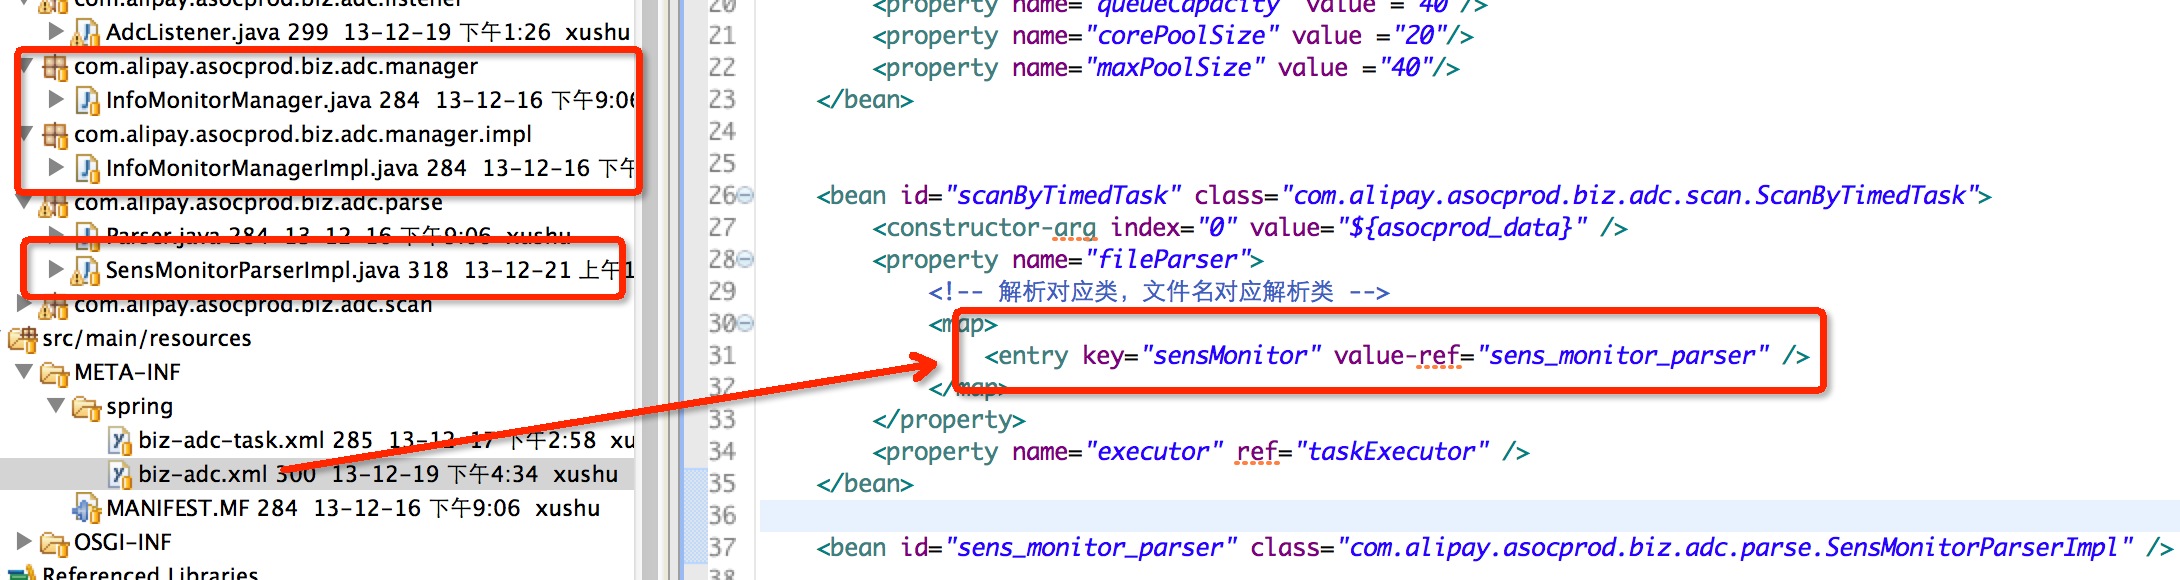 com.alipay.asocprod.biz.adc.listener
AdcListener.java 299 13-12-19 下午1:26 xushu
com.alipay.asocprod.biz.adc.manager
InfoMonitorManager.java 284 13-12-16 下午9:06
com.alipay.asocprod.biz.adc.manager.impl
InfoMonitorManagerImpl.java 284 13-12-16 下午
com.alipay.asocprod.biz.adc.parse
Parser.java 284 13-12-16 下午9:06 xushu
SensMonitorParserImpl.java 318 13-12-21 上午1
com.alipay.asocprod.biz.adc.scan
src/main/resources
META-INF
spring
biz-adc-task.xml 285 13-12-17 下午2:58 xu
biz-adc.xml 300 13-12-19 下午4:34 xushu
MANIFEST.MF 284 13-12-16 下午9:06 xushu
OSGI-INF
Referenced Libraries
20 <property name="queueCapacity" value ="40"/>
21 <property name="corePoolSize" value ="20"/>
22 <property name="maxPoolSize" value ="40"/>
23 </bean>
24
25
26 <bean id="scanByTimedTask" class="com.alipay.asocprod.biz.adc.scan.ScanByTimedTask">
27 <constructor-arg index="0" value="${asocprod_data}" />
28 <property name="fileParser">
29 <!-- 解析对应类，文件名对应解析类 -->
30 <map>
31 <entry key="sensMonitor" value-ref="sens_monitor_parser" />
32 </map>
33 </property>
34 <property name="executor" ref="taskExecutor" />
35 </bean>
36
37 <bean id="sens_monitor_parser" class="com.alipay.asocprod.biz.adc.parse.SensMonitorParserImpl" />
38